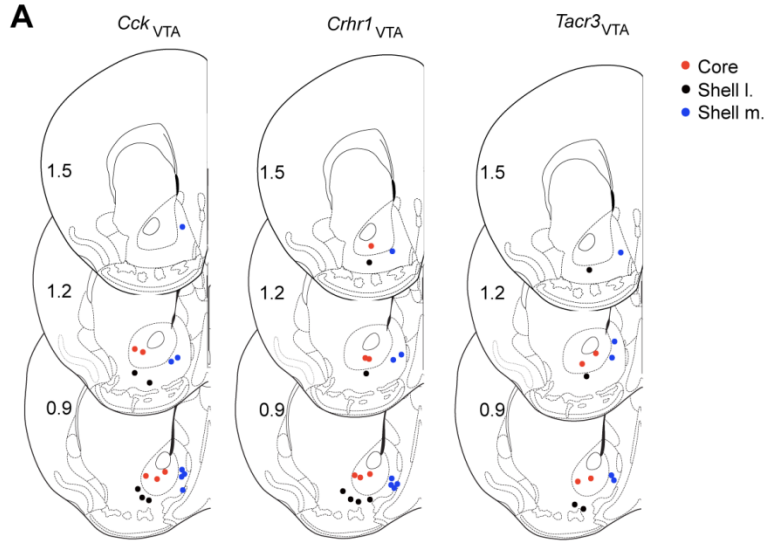 A
Cck VTA
Crhr1 VTA
Tacr3 VTA
Core
Shell l.
Shell m.
1.5
1.5
1.5
1.2
1.2
1.2
0.9
0.9
0.9